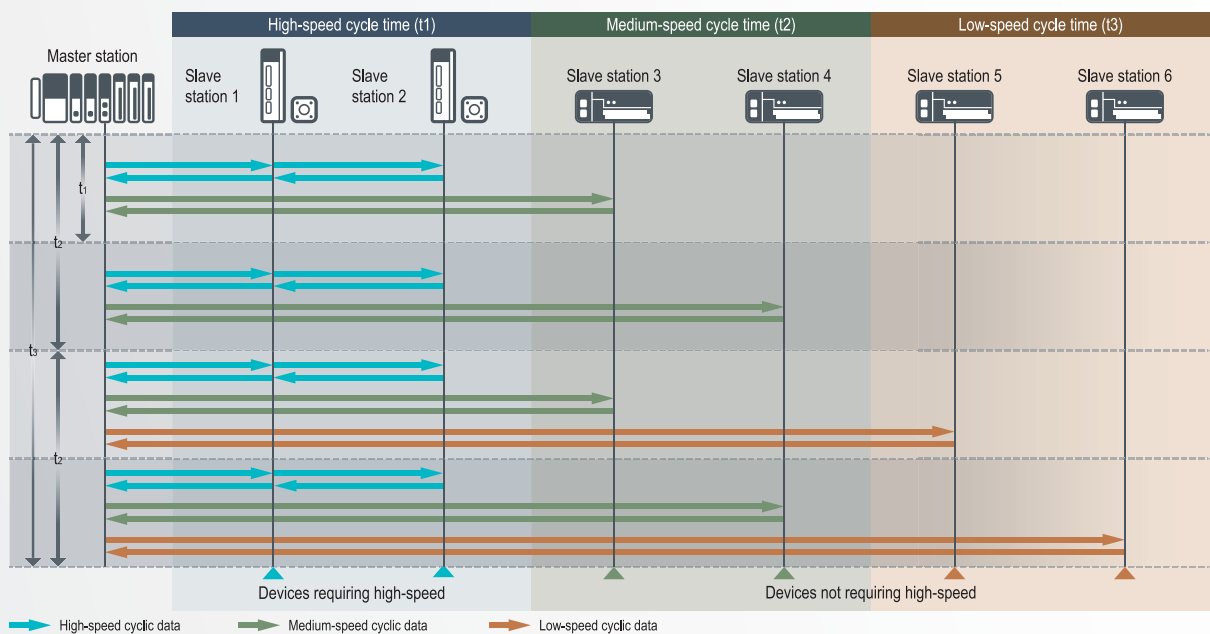 High-speed cycle time (t1)
Medium-speed cycle time (t2)
Low-speed cycle time (t3)
Master station
Slave
station 1
Slave
station 2
Slave station 3
Slave station 4
Slave station 5
Slave station 6
t1
t2
t3
t2
Devices requiring high-speed
Devices not requiring high-speed
High-speed cyclic data
Medium-speed cyclic data
Low-speed cyclic data